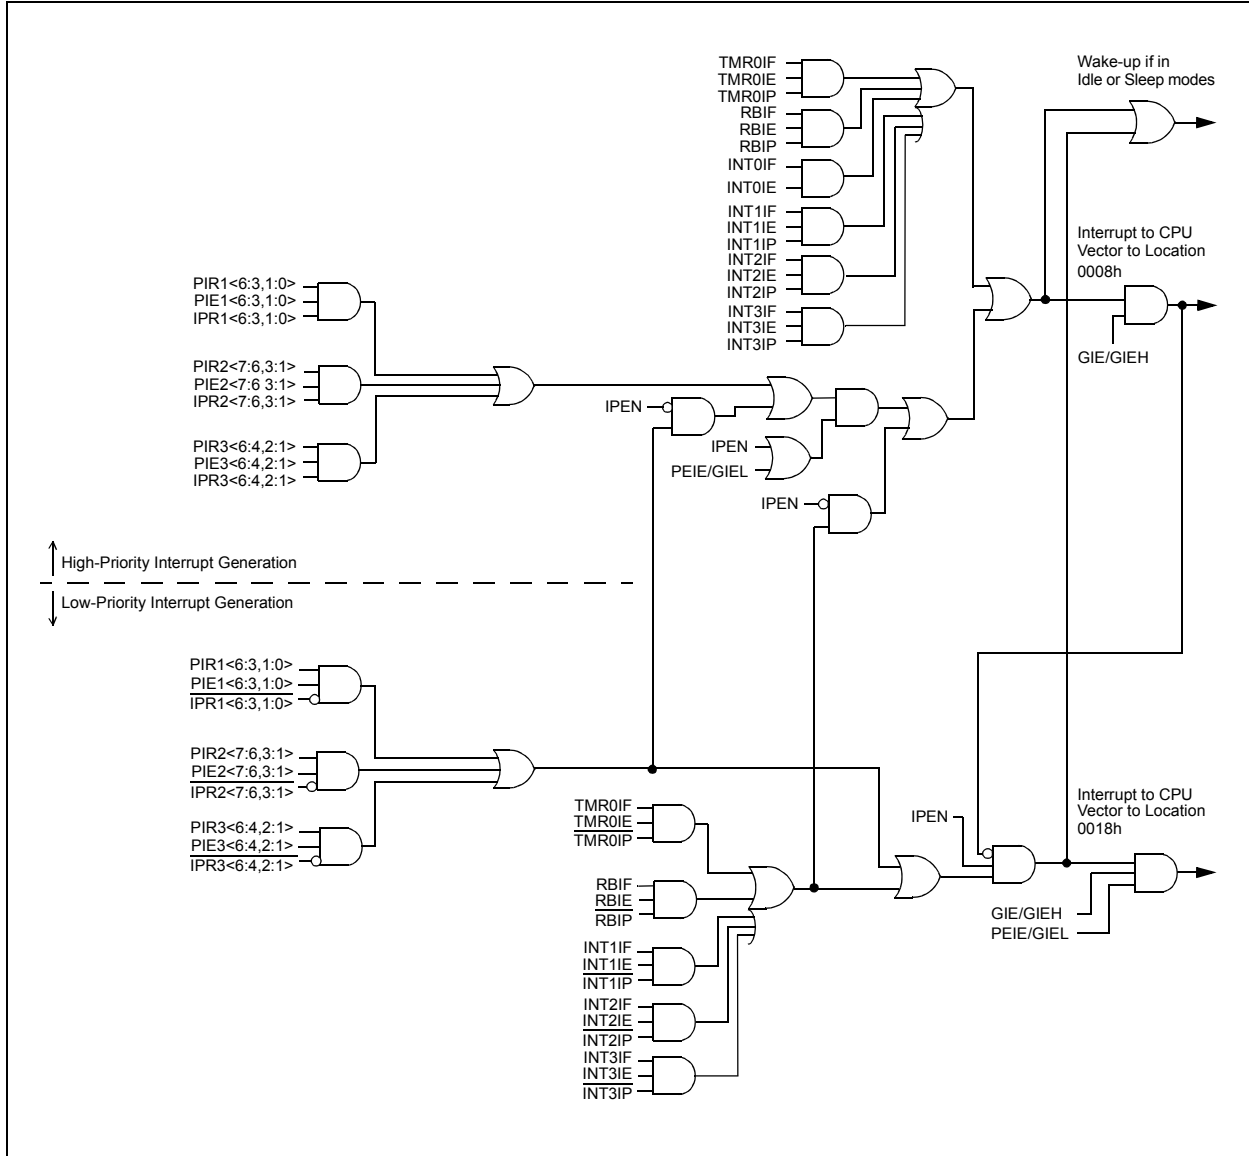 TMR0IF
TMR0IE
TMR0IP
RBIF
RBIE
RBIP
INT0IF
INT0IE
INT1IF
INT1IE
INT1IP
INT2IF
INT2IE
INT2IP
INT3IF
INT3IE
INT3IP
Wake-up if in
Idle or Sleep modes
Interrupt to CPU
Vector to Location
0008h
GIE/GIEH
PIR1<6:3,1:0>
PIE1<6:3,1:0>
IPR1<6:3,1:0>
PIR2<7:6,3:1>
PIE2<7:6 3:1>
IPR2<7:6,3:1>
PIR3<6:4,2:1>
PIE3<6:4,2:1>
IPR3<6:4,2:1>
IPEN
IPEN
PEIE/GIEL
IPEN
High-Priority Interrupt Generation
Low-Priority Interrupt Generation
PIR1<6:3,1:0>
PIE1<6:3,1:0>
IPR1<6:3,1:0>
PIR2<7:6,3:1>
PIE2<7:6,3:1>
IPR2<7:6,3:1>
PIR3<6:4,2:1>
PIE3<6:4,2:1>
IPR3<6:4,2:1>
TMR0IF
TMR0IE
TMR0IP
RBIF
RBIE
RBIP
INT1IF
INT1IE
INT1IP
INT2IF
INT2IE
INT2IP
INT3IF
INT3IE
INT3IP
IPEN
Interrupt to CPU
Vector to Location
0018h
GIE/GIEH
PEIE/GIEL